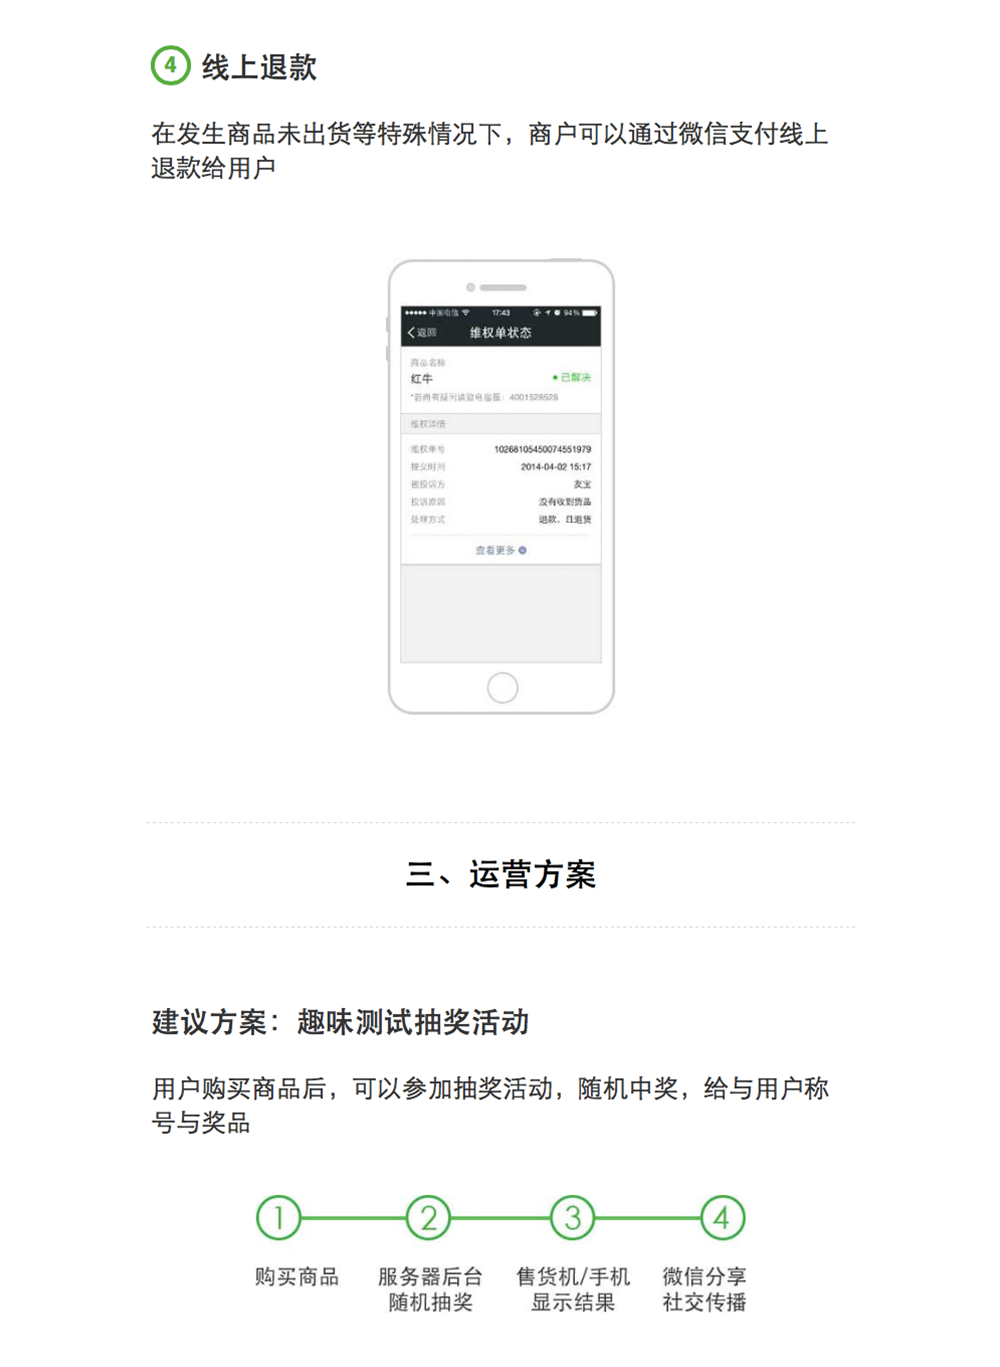 4 线上退款
在发生商品未出货等特殊情况下，商户可以通过微信支付线上
退款给用户
中国电信 17:43 94%
返回 维权单状态
商品名称
红牛 已解决
*若尚有疑问请致电客服：4001528528
维权详情
维权单号 10268105450074551979
提交时间 2014-04-02 15:17
被投诉方 友宝
投诉原因 没有收到货品
处理方式 退款，且退货
查看更多
三、运营方案
建议方案：趣味测试抽奖活动
用户购买商品后，可以参加抽奖活动，随机中奖，给与用户称
号与奖品
1 2 3 4
购买商品 服务器后台 售货机/手机 微信分享
随机抽奖 显示结果 社交传播